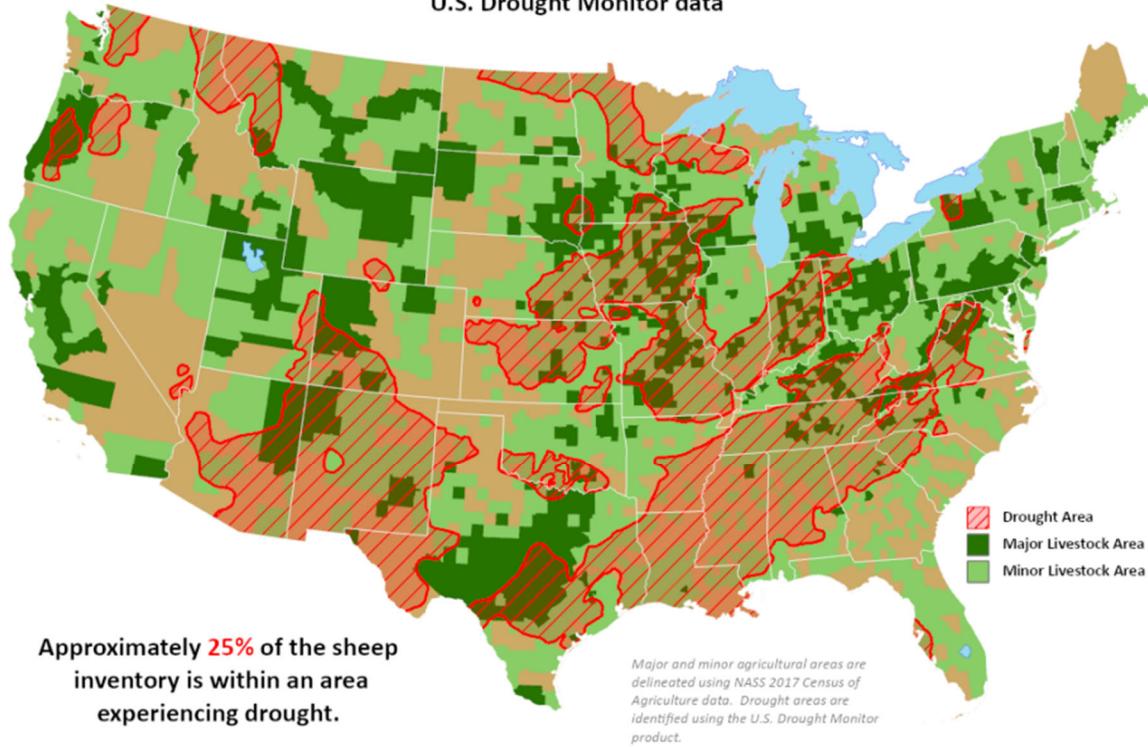 U.S. Drought Monitor data
Drought Area
Major Livestock Area
Minor Livestock Area
Approximately 25% of the sheep
inventory is within an area
experiencing drought.
Major and minor agricultural areas are
delineated using NASS 2017 Census of
Agriculture data. Drought areas are
identified using the U.S. Drought Monitor
product.